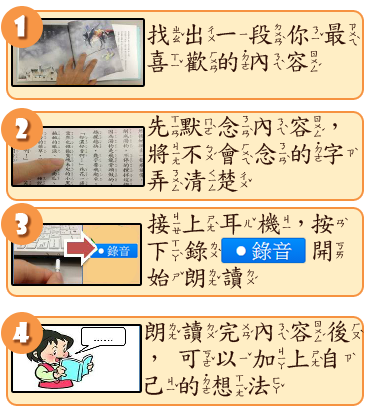 1
找出一段你最
喜歡的內容
2
先默念內容，
將不會念的字
弄清楚
3
接上耳機，按
下錄 錄音 開
始朗讀
錄音
4
朗讀完內容後
，可以加上自
己的想法
……